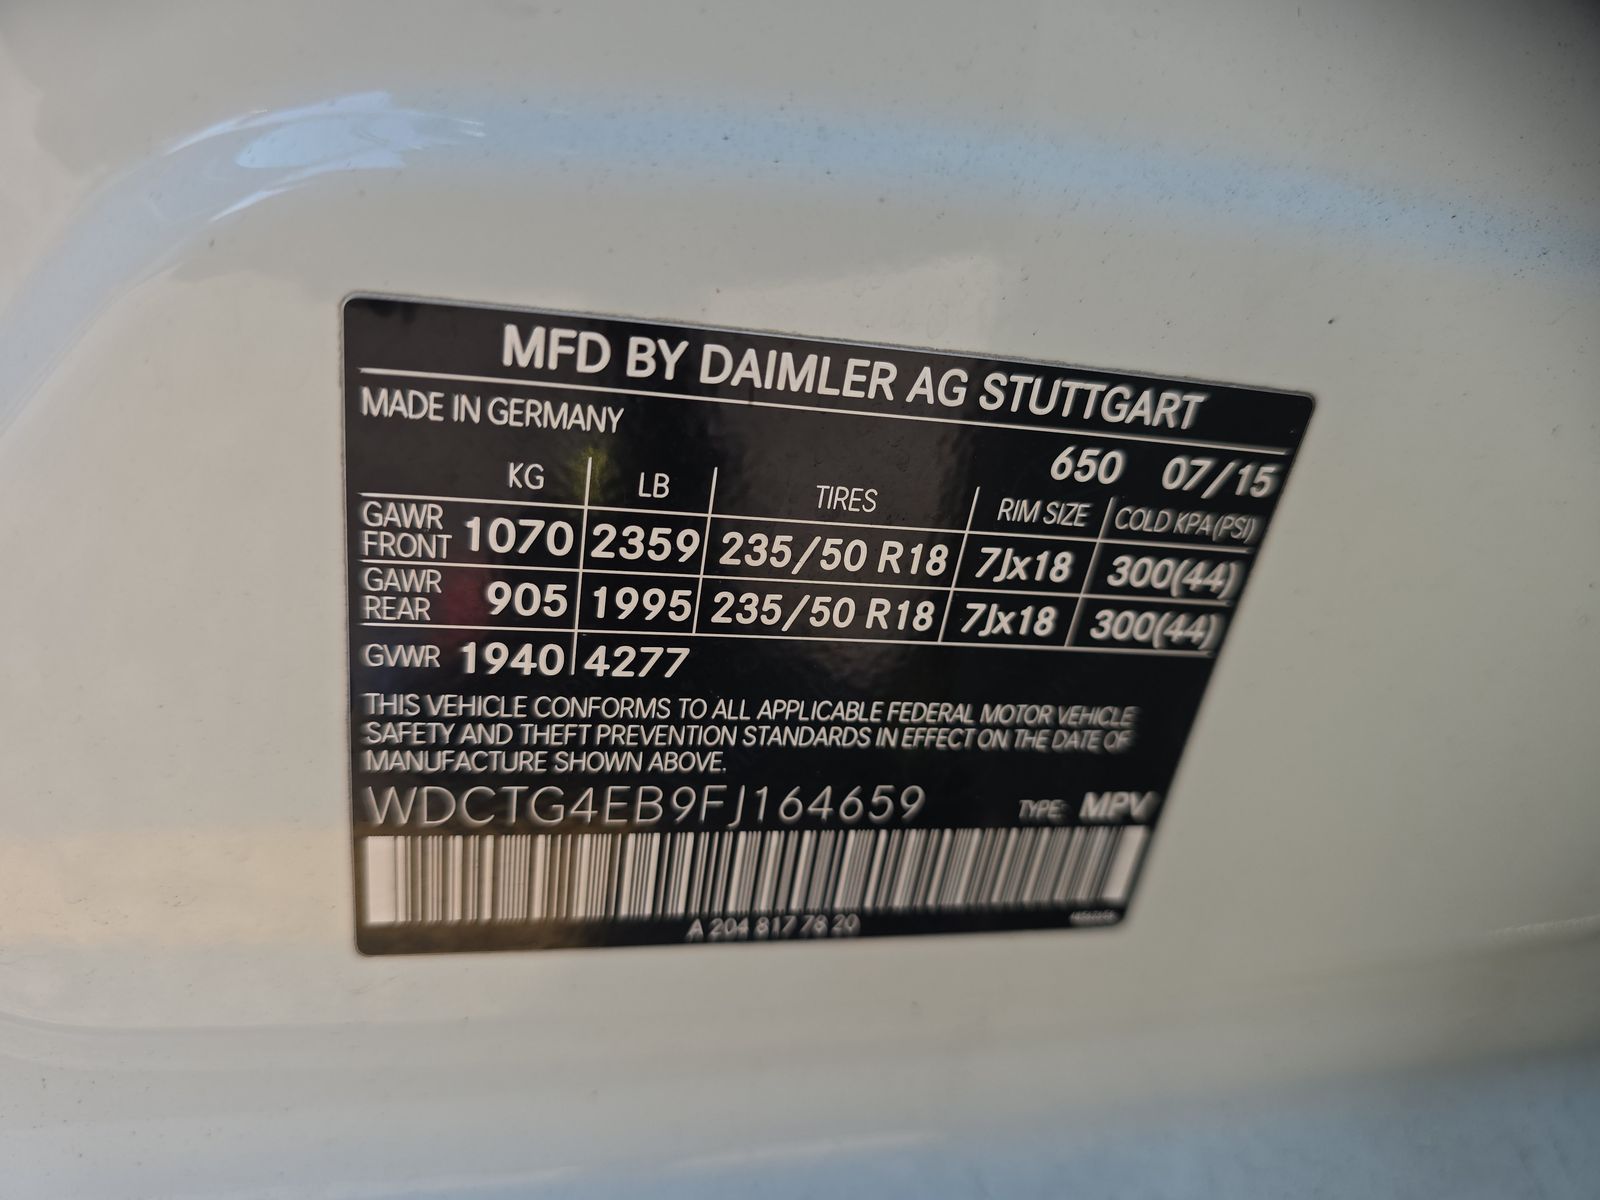 MFD BY DAIMLER AG STUTTGART
MADE IN GERMANY
650 07/15
KG LB TIRES RIM SIZE COLD KPA (PSI)
GAWR FRONT 1070 2359 235/50 R18 7Jx18 300(44)
GAWR REAR 905 1995 235/50 R18 7Jx18 300(44)
GVWR 1940 4277
THIS VEHICLE CONFORMS TO ALL APPLICABLE FEDERAL MOTOR VEHICLE
SAFETY AND THEFT PREVENTION STANDARDS IN EFFECT ON THE DATE OF
MANUFACTURE SHOWN ABOVE.
WDCTG4EB9FJ164659 TYPE: MPV
A 204 817 78 20